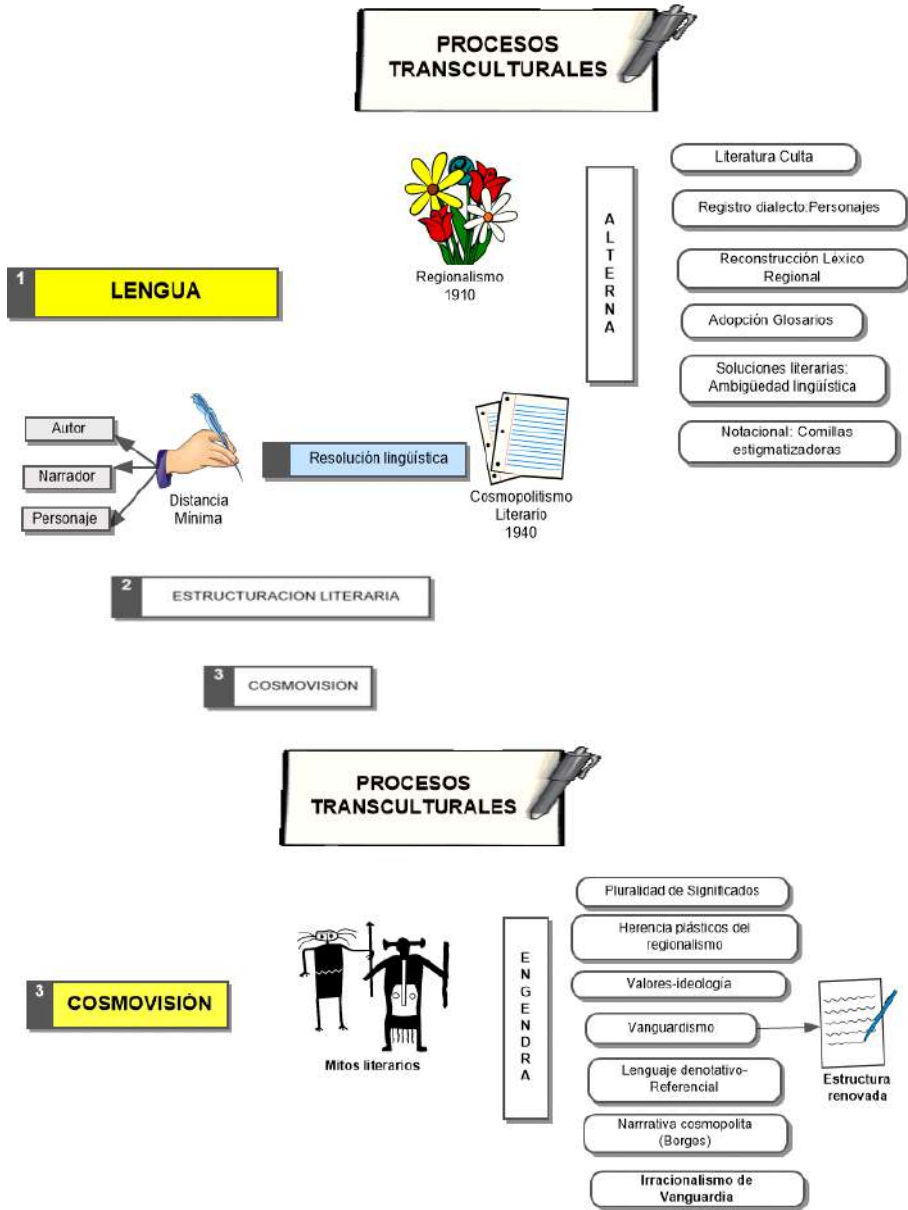 PROCESOS
TRANSCULTURALES
Regionalismo
1910
A
L
T
E
R
N
A
Literatura Culta
Registro dialecto:Personajes
Reconstrucción Léxico
Regional
Adopción Glosarios
Soluciones literarias:
Ambigüedad lingüística
Notacional: Comillas
estigmatizadoras
1
LENGUA
Autor
Narrador
Personaje
Distancia
Mínima
Resolución lingüística
Cosmopolitismo
Literario
1940
2
ESTRUCTURACION LITERARIA
3
COSMOVISIÓN
PROCESOS
TRANSCULTURALES
3
COSMOVISIÓN
Mitos literarios
E
N
G
E
N
D
R
A
Pluralidad de Significados
Herencia plásticos del
regionalismo
Valores-ideología
Vanguardismo
Lenguaje denotativo-
Referencial
Narrrativa cosmopolita
(Borges)
Irracionalismo de
Vanguardia
Estructura
renovada